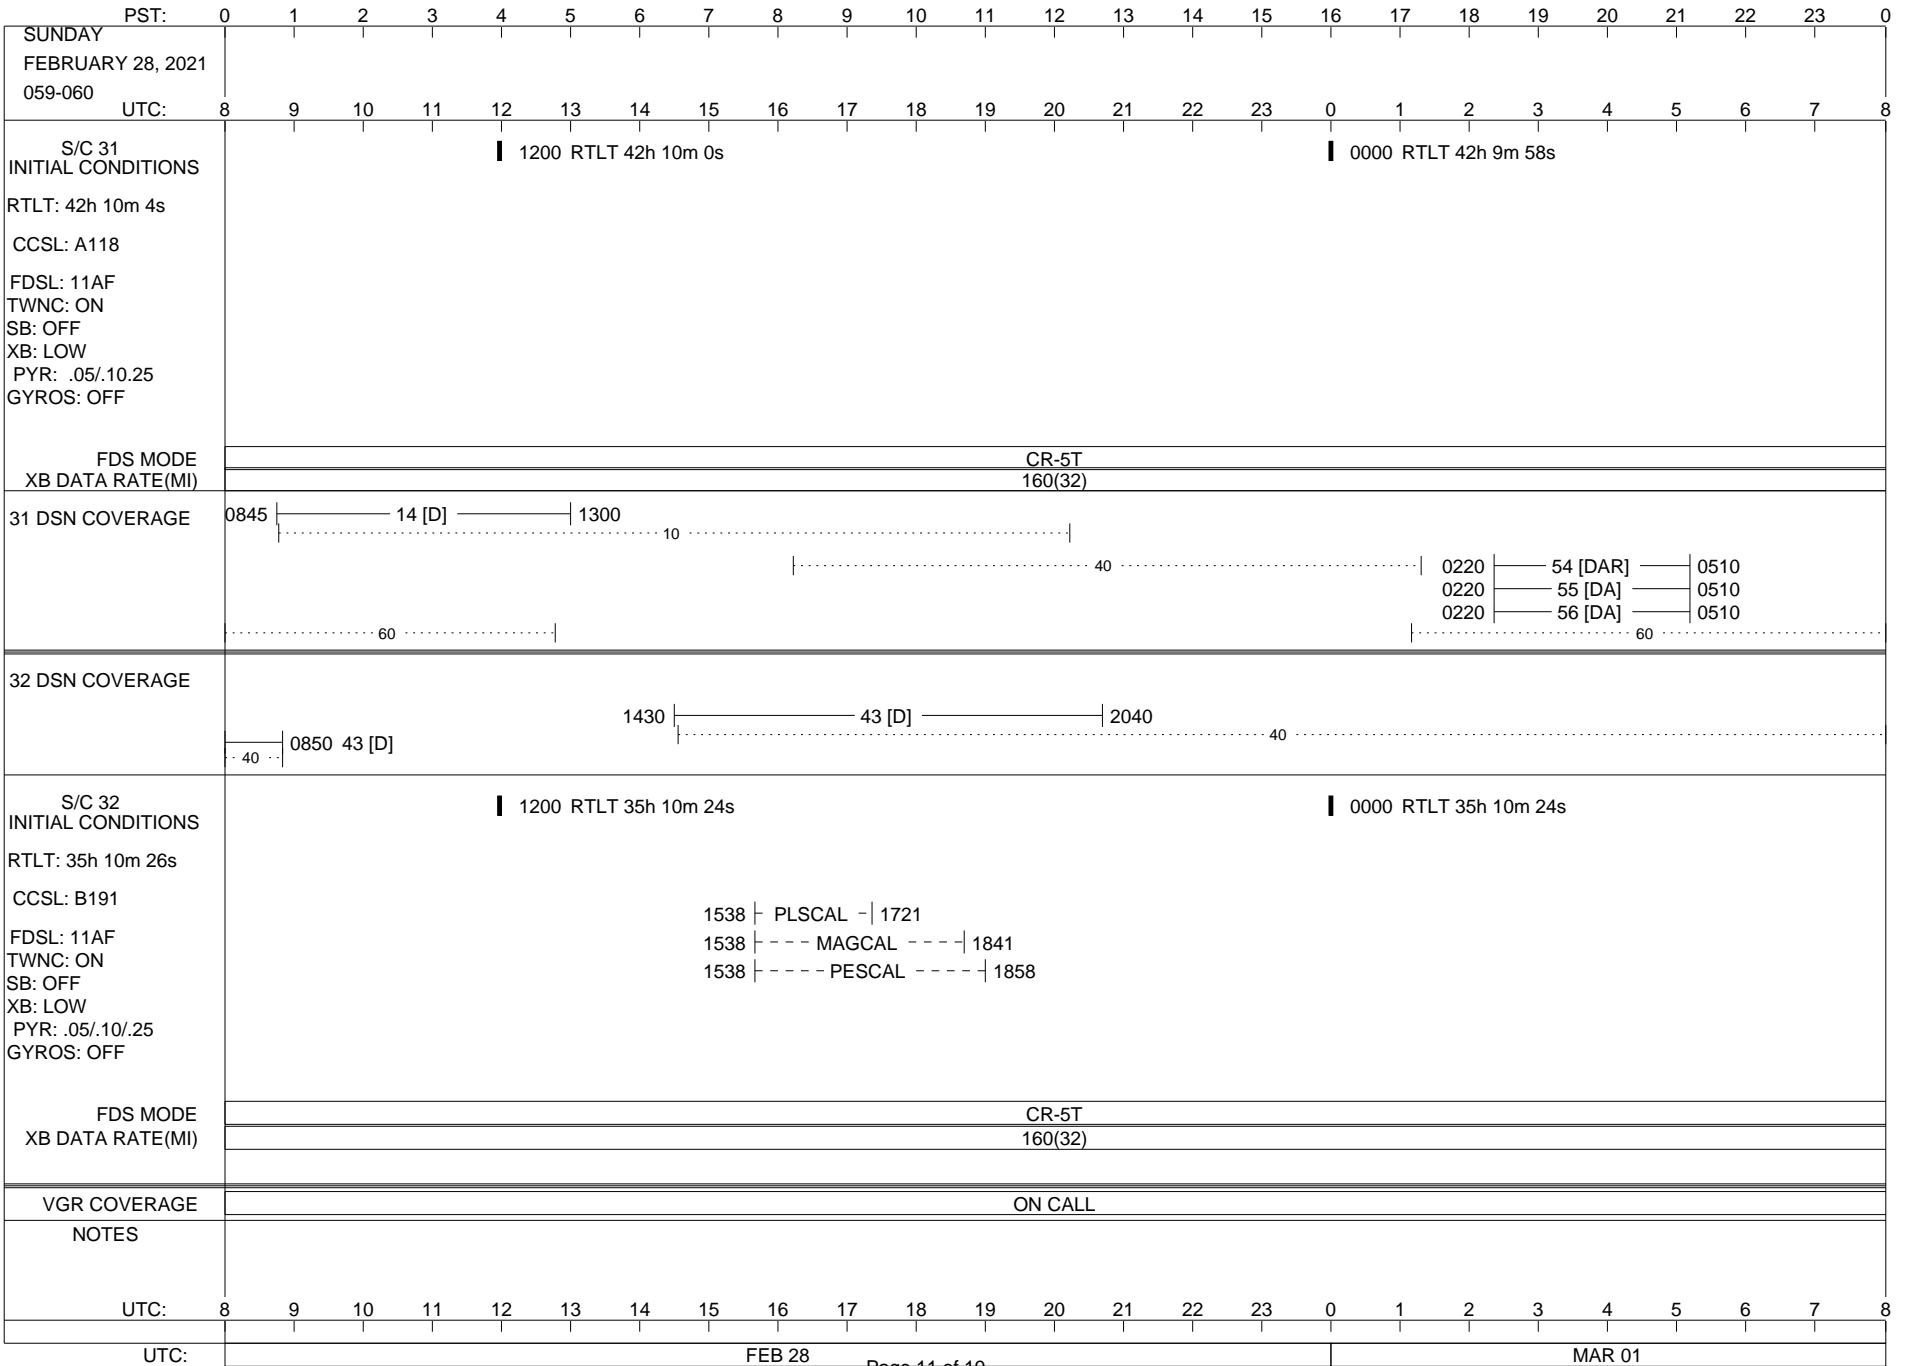 PST: 0 1 2 3 4 5 6 7 8 9 10 11 12 13 14 15 16 17 18 19 20 21 22 23 0
SUNDAY
FEBRUARY 28, 2021
059-060
UTC: 8 9 10 11 12 13 14 15 16 17 18 19 20 21 22 23 0 1 2 3 4 5 6 7 8
S/C 31
INITIAL CONDITIONS
1200 RTLT 42h 10m 0s
0000 RTLT 42h 9m 58s
RTLT: 42h 10m 4s
CCSL: A118
FDSL: 11AF
TWNC: ON
SB: OFF
XB: LOW
PYR: .05/.10.25
GYROS: OFF
FDS MODE CR-5T
XB DATA RATE(MI) 160(32)
31 DSN COVERAGE
0845 14 [D] 1300
10
40
0220 54 [DAR] 0510
0220 55 [DA] 0510
0220 56 [DA] 0510
60 60
32 DSN COVERAGE
1430 43 [D] 2040
40
0850 43 [D]
40
S/C 32
INITIAL CONDITIONS
1200 RTLT 35h 10m 24s
0000 RTLT 35h 10m 24s
RTLT: 35h 10m 26s
CCSL: B191
1538 PLSCAL 1721
1538 MAGCAL 1841
1538 PESCAL 1858
FDSL: 11AF
TWNC: ON
SB: OFF
XB: LOW
PYR: .05/.10/.25
GYROS: OFF
FDS MODE CR-5T
XB DATA RATE(MI) 160(32)
VGR COVERAGE ON CALL
NOTES
UTC: 8 9 10 11 12 13 14 15 16 17 18 19 20 21 22 23 0 1 2 3 4 5 6 7 8
UTC: FEB 28 MAR 01
Page 11 of 19